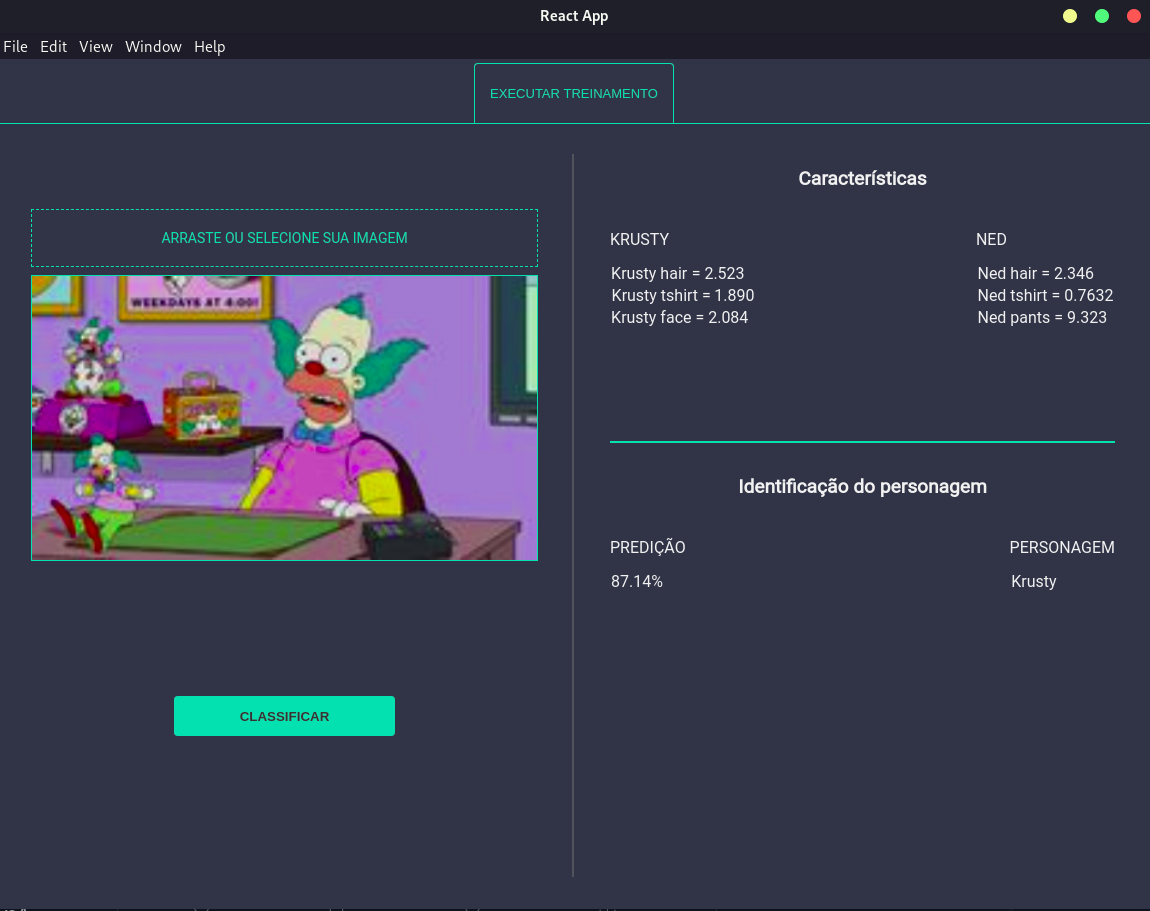 React App
File Edit View Window Help
EXECUTAR TREINAMENTO
ARRASTE OU SELECIONE SUA IMAGEM
WEEKDAYS AT 4:00!
CLASSIFICAR
Características
KRUSTY
Krusty hair = 2.523
Krusty tshirt = 1.890
Krusty face = 2.084
NED
Ned hair = 2.346
Ned tshirt = 0.7632
Ned pants = 9.323
Identificação do personagem
PREDIÇÃO
87.14%
PERSONAGEM
Krusty